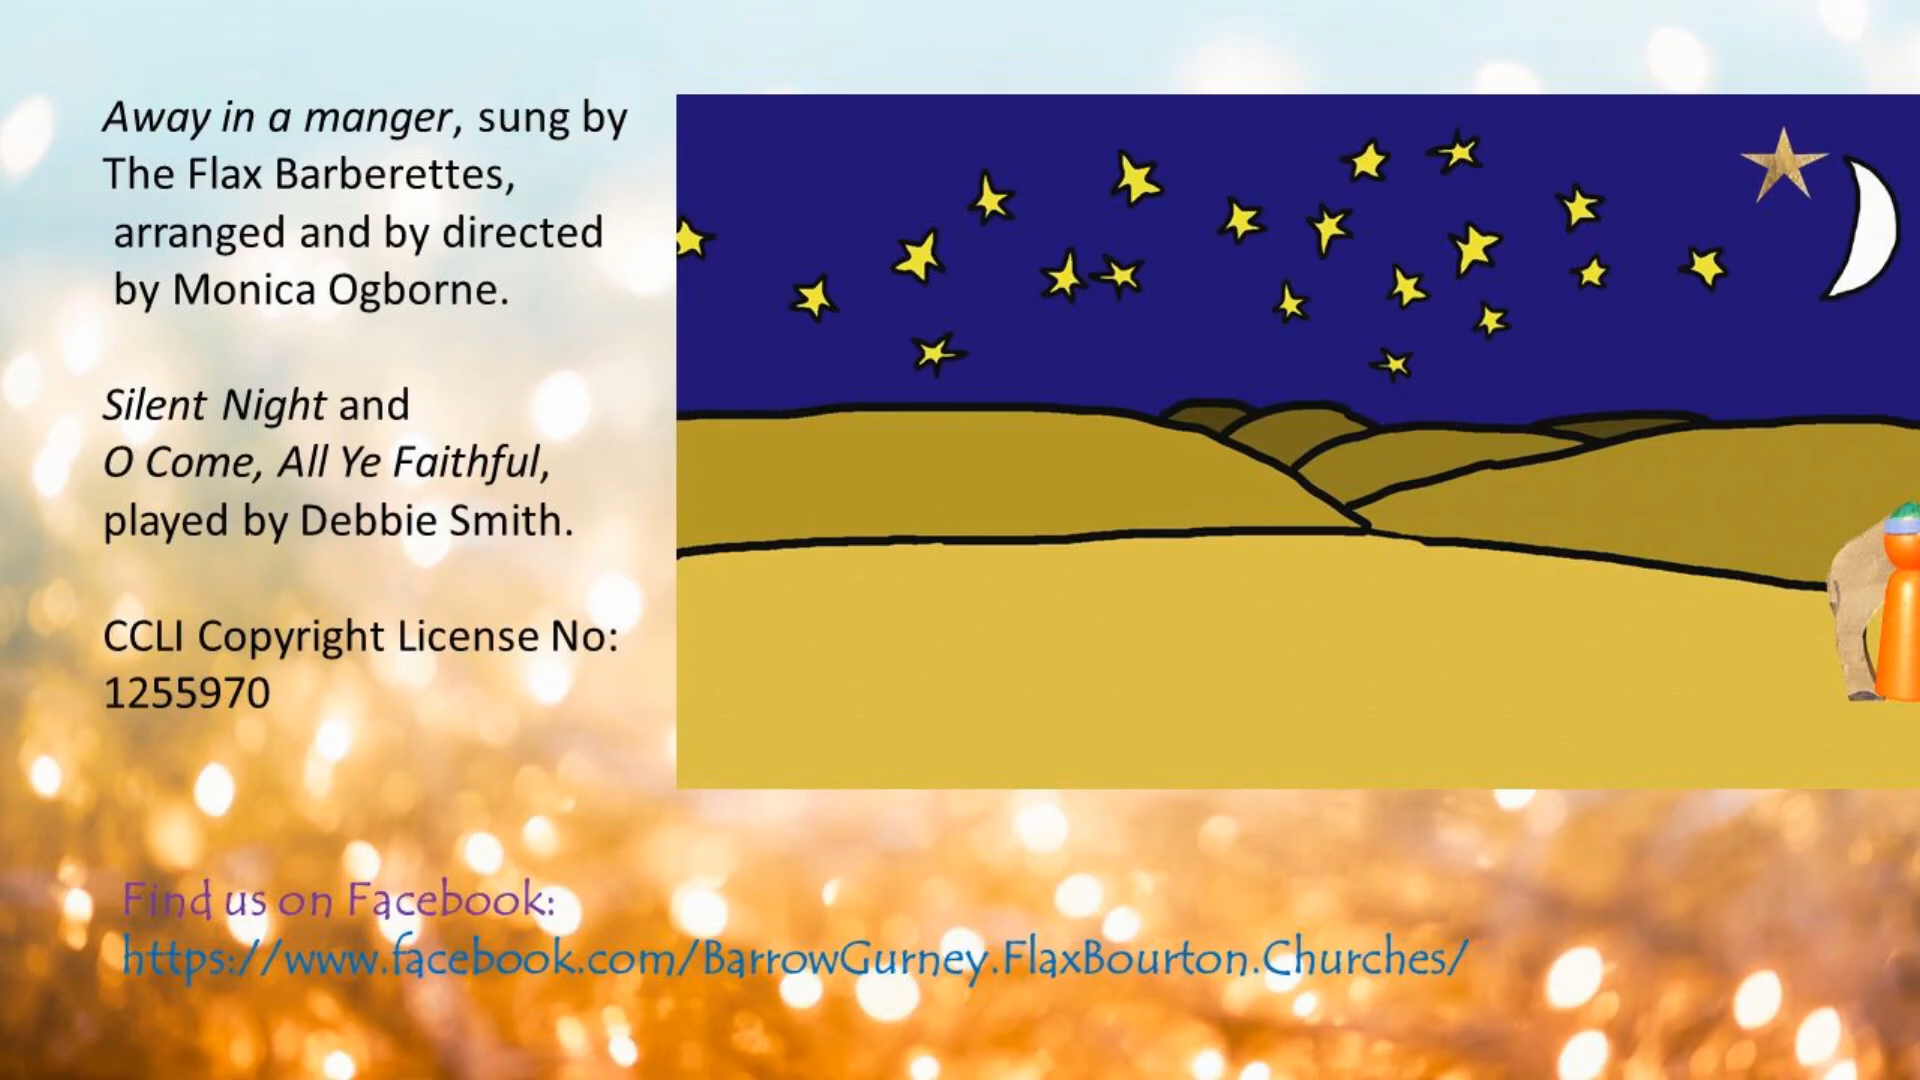 Away in a manger, sung by
The Flax Barberettes,
arranged and by directed
by Monica Ogborne.
Silent Night and
O Come, All Ye Faithful,
played by Debbie Smith.
CCLI Copyright License No:
1255970
Find us on Facebook:
https://www.facebook.com/BarrowGurney.FlaxBourton.Churches/